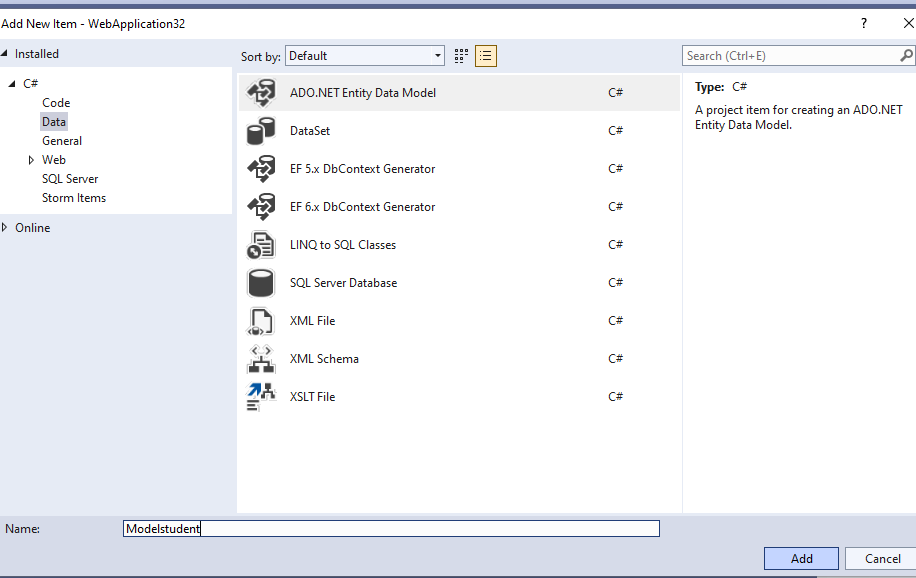 Add New Item - WebApplication32
?
Installed
Sort by: Default
Search (Ctrl+E)
C#
Code
Data
General
Web
SQL Server
Storm Items
Online
ADO.NET Entity Data Model C#
DataSet C#
EF 5.x DbContext Generator C#
EF 6.x DbContext Generator C#
LINQ to SQL Classes C#
SQL Server Database C#
XML File C#
XML Schema C#
XSLT File C#
Type: C#
A project item for creating an ADO.NET
Entity Data Model.
Name: Modelstudent
Add Cancel